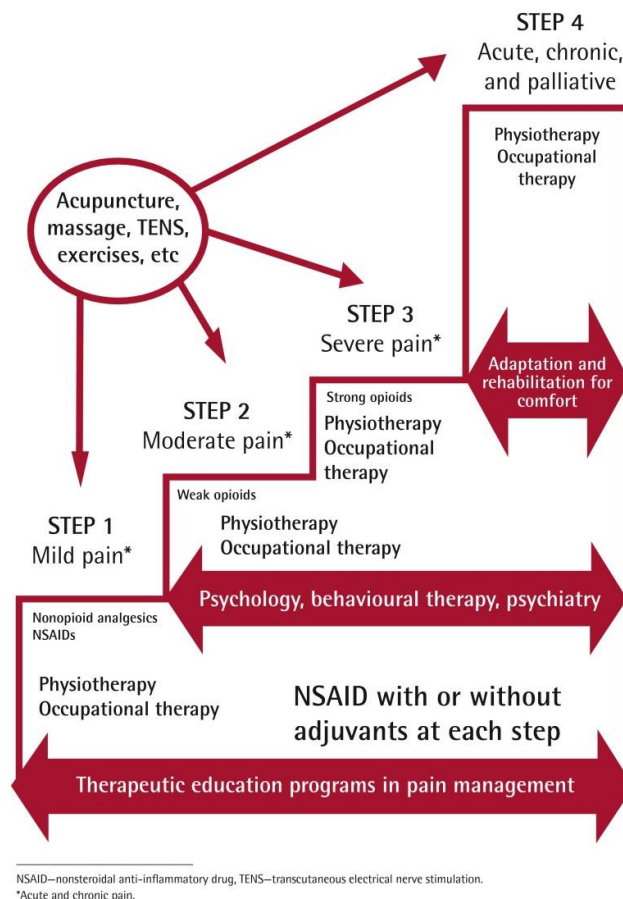 STEP 4
Acute, chronic,
and palliative
Physiotherapy
Occupational
therapy
Acupuncture,
massage, TENS,
exercises, etc
STEP 3
Severe pain*
Adaptation and
rehabilitation for
comfort
Strong opioids
Physiotherapy
Occupational
therapy
STEP 2
Moderate pain*
Weak opioids
Physiotherapy
Occupational therapy
STEP 1
Mild pain*
Psychology, behavioural therapy, psychiatry
Nonopioid analgesics
NSAIDs
Physiotherapy
Occupational therapy
NSAID with or without
adjuvants at each step
Therapeutic education programs in pain management
NSAID—nonsteroidal anti-inflammatory drug, TENS—transcutaneous electrical nerve stimulation.
*Acute and chronic pain.